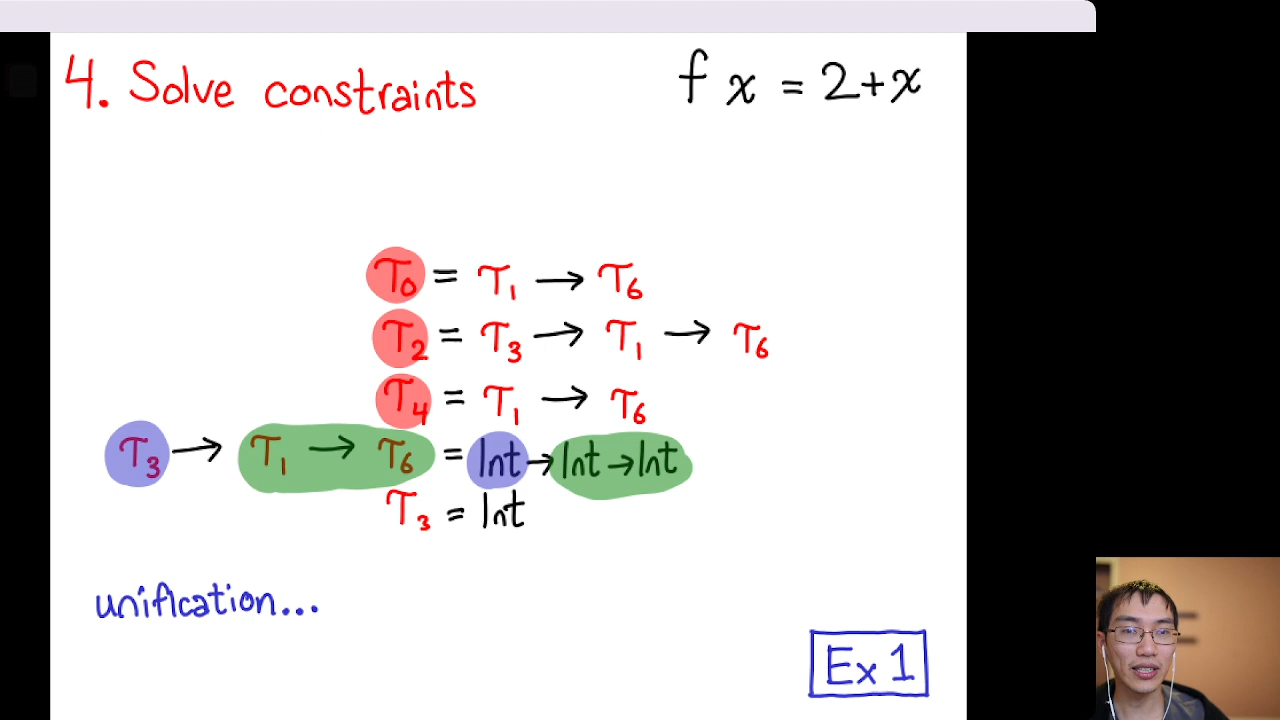 4. Solve constraints
f x = 2+x
T₀ = T₁ → T₆
T₂ = T₃ → T₁ → T₆
T₄ = T₁ → T₆
T₃ → T₁ → T₆ = Int → Int → Int
T₃ = Int
unification...
Ex 1